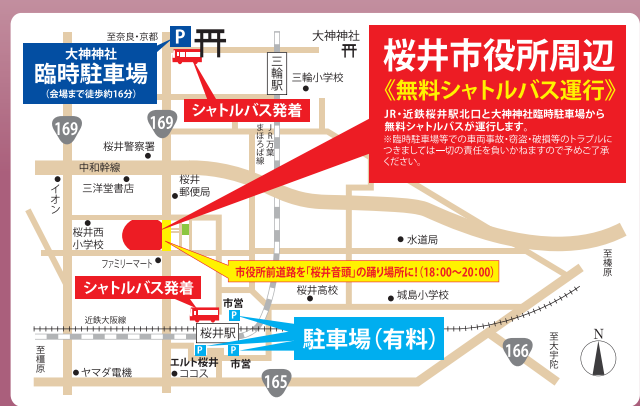 至奈良・京都
P
大神神社
大神神社
臨時駐車場
（会場まで徒歩約16分）
三輪駅
三輪小学校
シャトルバス発着
桜井市役所周辺
《無料シャトルバス運行》
JR・近鉄桜井駅北口と大神神社臨時駐車場から
無料シャトルバスが運行します。
※臨時駐車場等での車両事故・窃盗・破損等のトラブルに
つきましては一切の責任を負いかねますので予めご了承
ください。
169
169
桜井警察署
JR万葉
まほろば線
中和幹線
イオン
三洋堂書店
桜井
郵便局
桜井西
小学校
水道局
至榛原
ファミリーマート
市役所前道路を「桜井音頭」の踊り場所に!（18:00〜20:00）
シャトルバス発着
桜井高校
城島小学校
市営
P
近鉄大阪線
桜井駅
駐車場（有料）
P
P
エルト桜井
市営
ココス
至橿原
ヤマダ電機
165
166
至大宇陀
N